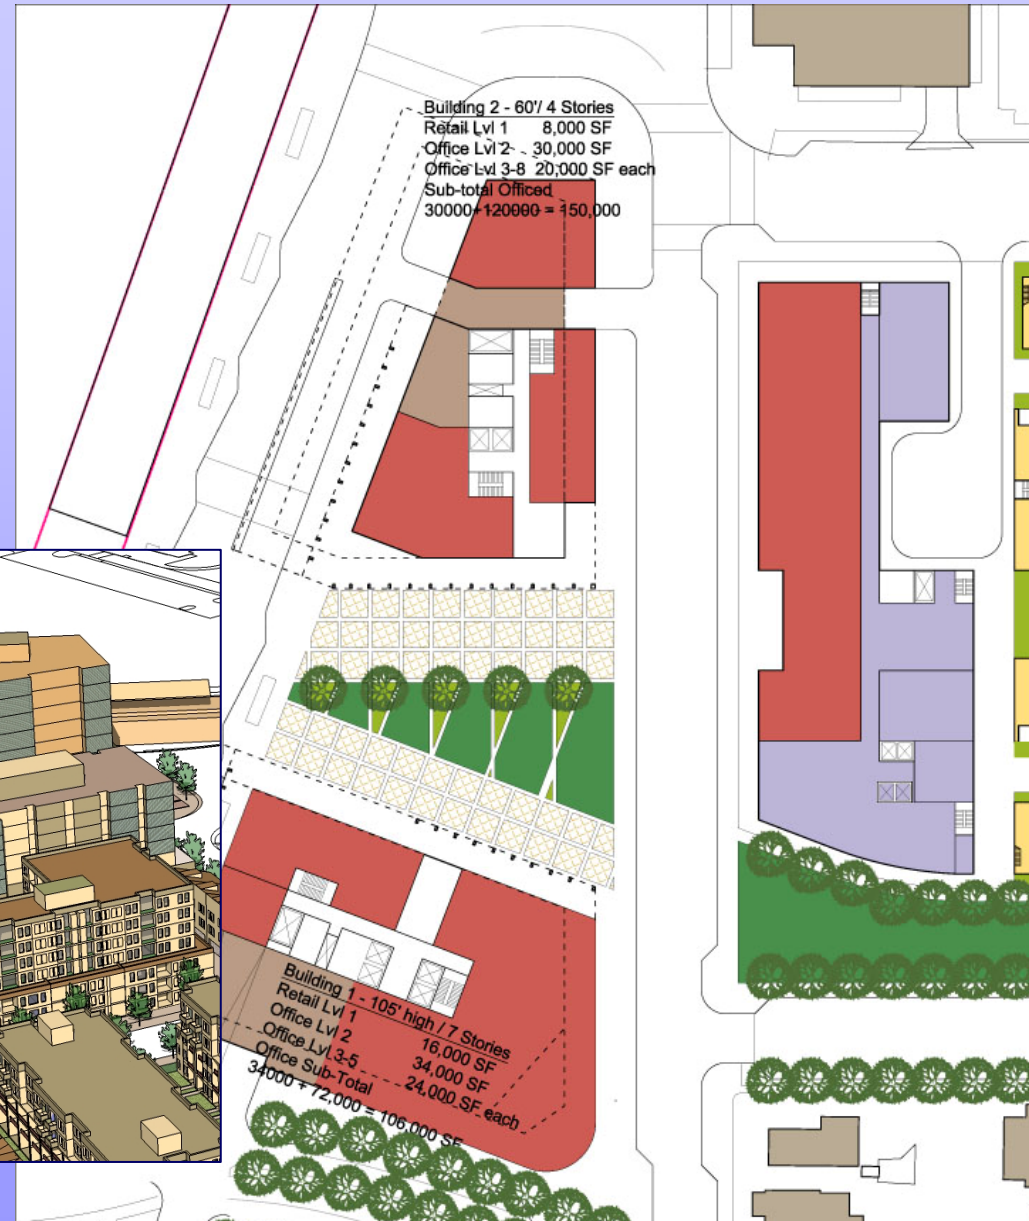 Building 2 - 60'/ 4 Stories
Retail Lvl 1 8,000 SF
Office Lvl 2 30,000 SF
Office Lvl 3-8 20,000 SF each
Sub-total Officed
30000+120000 = 150,000
Building 1 - 105' high / 7 Stories
Retail Lvl 1 16,000 SF
Office Lvl 2 34,000 SF
Office Lvl 3-5 24,000 SF each
Office Sub-Total
34000 + 72,000 = 106,000 SF